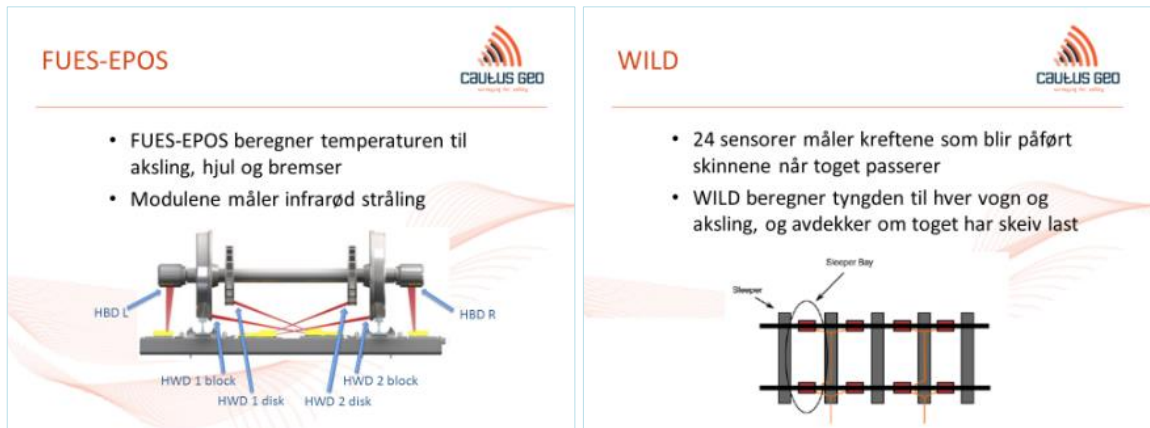 FUES-EPOS
CAUTUS GEO
• FUES-EPOS beregner temperaturen til
aksling, hjul og bremser
• Modulene måler infrarød stråling
HBD L
HBD R
HWD 1 block
HWD 2 block
HWD 1 disk
HWD 2 disk
WILD
CAUTUS GEO
• 24 sensorer måler kreftene som blir påført
skinnene når toget passerer
• WILD beregner tyngden til hver vogn og
aksling, og avdekker om toget har skeiv last
Sleeper Bay
Sleeper